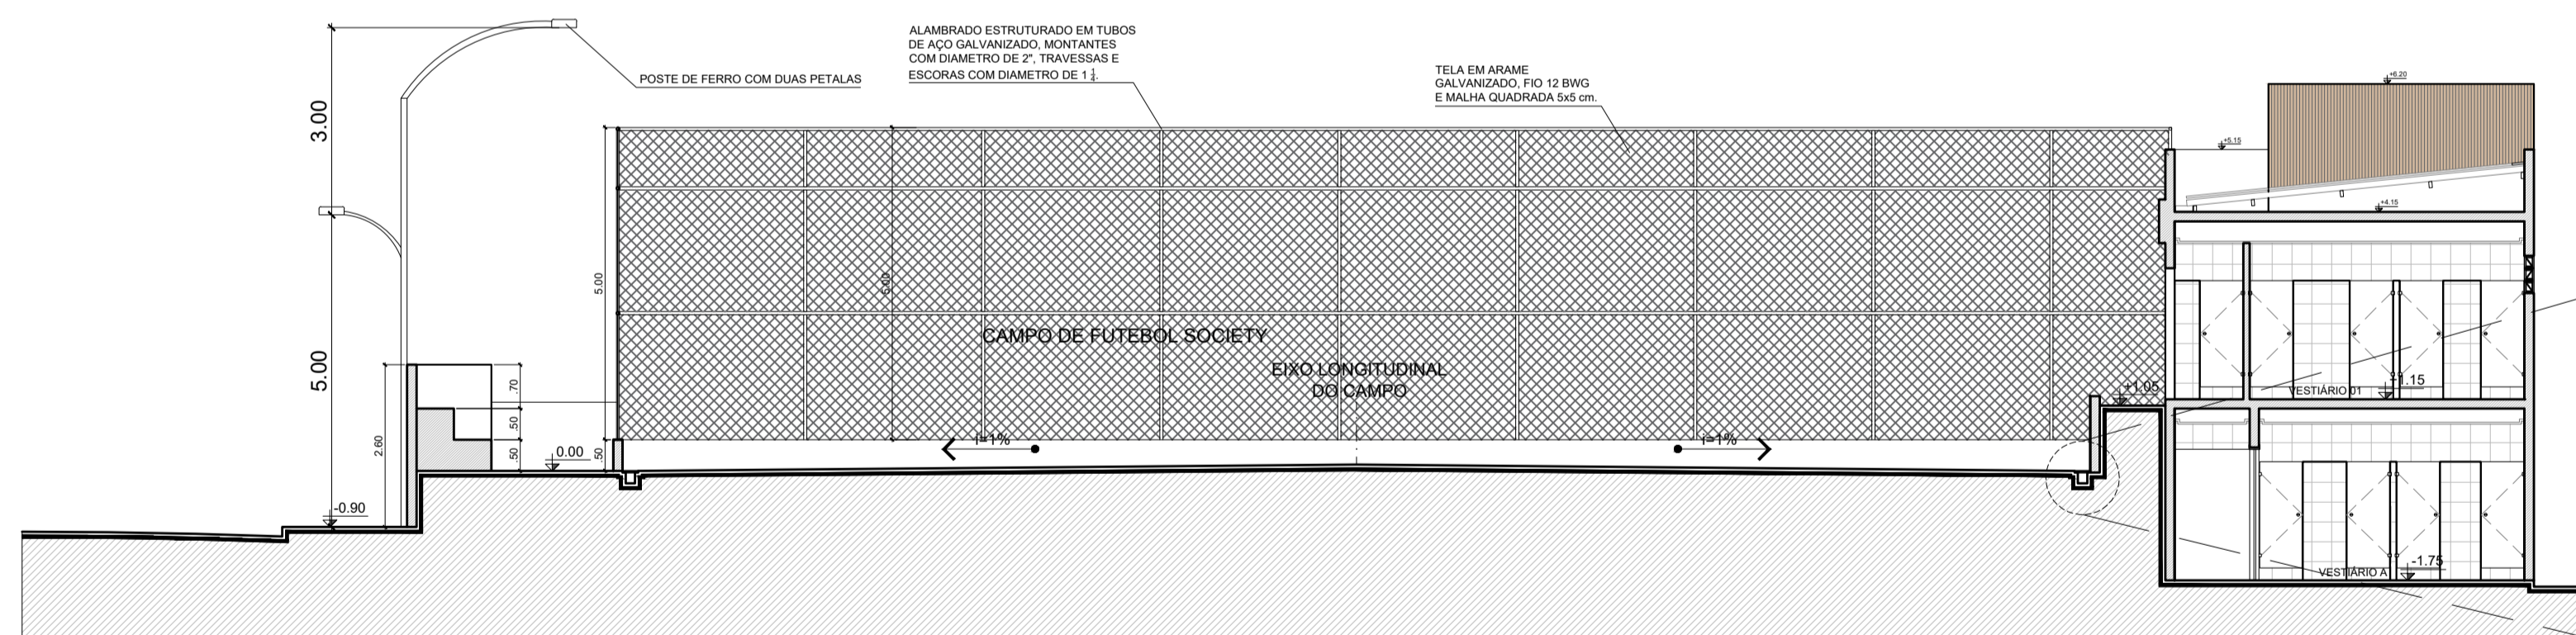 3.00
5.00
POSTE DE FERRO COM DUAS PETALAS
ALAMBRADO ESTRUTURADO EM TUBOS
DE AÇO GALVANIZADO, MONTANTES
COM DIAMETRO DE 2", TRAVESSAS E
ESCORAS COM DIAMETRO DE 1 1/4.
TELA EM ARAME
GALVANIZADO, FIO 12 BWG
E MALHA QUADRADA 5x5 cm.
+6.20
+5.15
+4.15
5.00
5.00
CAMPO DE FUTEBOL SOCIETY
EIXO LONGITUDINAL
DO CAMPO
.70
.50
.50
2.60
.50
0.00
-0.90
i=1%
i=1%
+1.05
VESTIÁRIO 01
+1.15
VESTIÁRIO A
-1.75